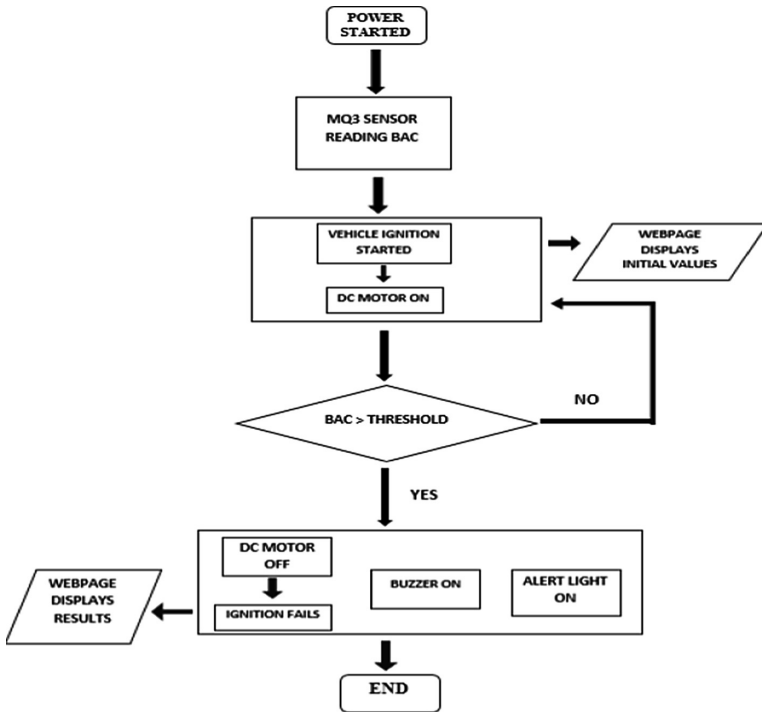 POWER
STARTED
MQ3 SENSOR
READING BAC
VEHICLE IGNITION
STARTED
DC MOTOR ON
WEBPAGE
DISPLAYS
INITIAL VALUES
BAC > THRESHOLD
NO
YES
DC MOTOR
OFF
IGNITION FAILS
BUZZER ON
ALERT LIGHT
ON
WEBPAGE
DISPLAYS
RESULTS
END